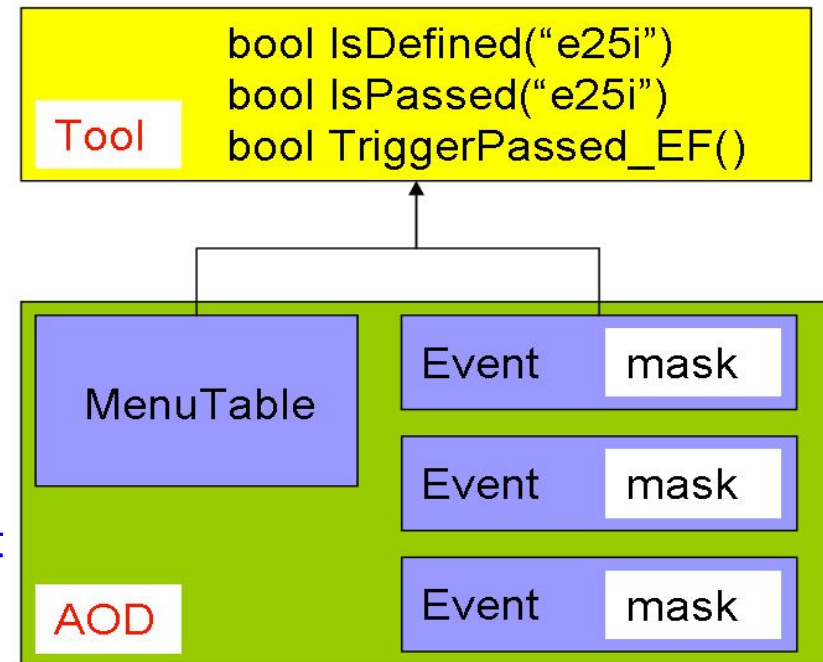 bool IsDefined(“e25i”)
bool IsPassed(“e25i”)
Tool
bool TriggerPassed_EF()
MenuTable
Event mask
Event mask
Event mask
AOD